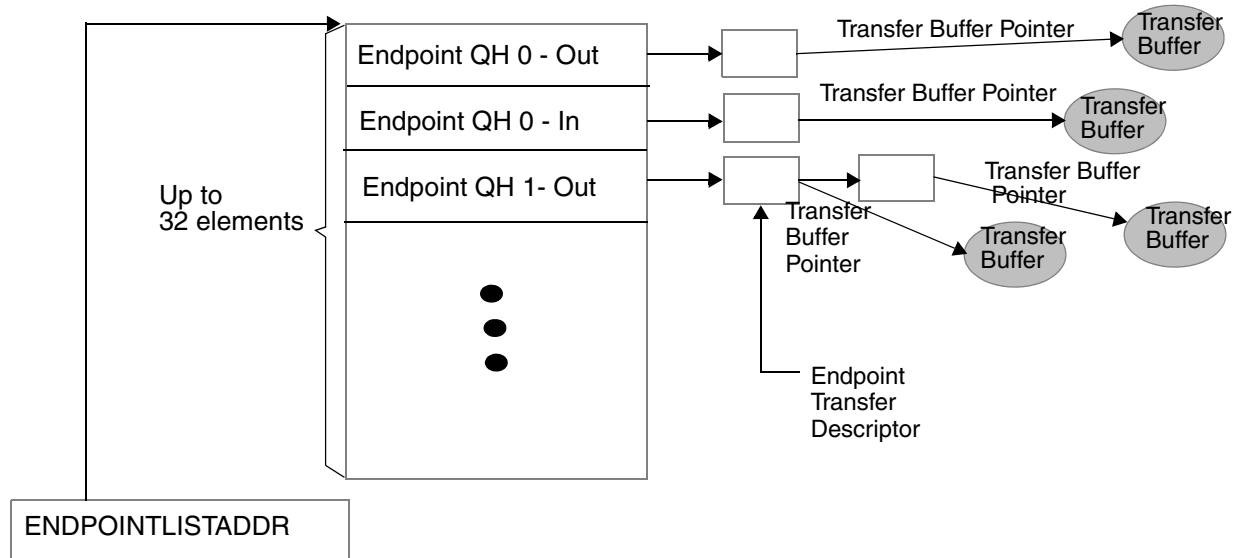 Endpoint QH 0 - Out
Transfer Buffer Pointer
Transfer
Buffer
Endpoint QH 0 - In
Transfer Buffer Pointer
Transfer
Buffer
Endpoint QH 1- Out
Transfer Buffer
Pointer
Transfer
Buffer
Transfer
Buffer
Pointer
Transfer
Buffer
Up to
32 elements
Endpoint
Transfer
Descriptor
ENDPOINTLISTADDR